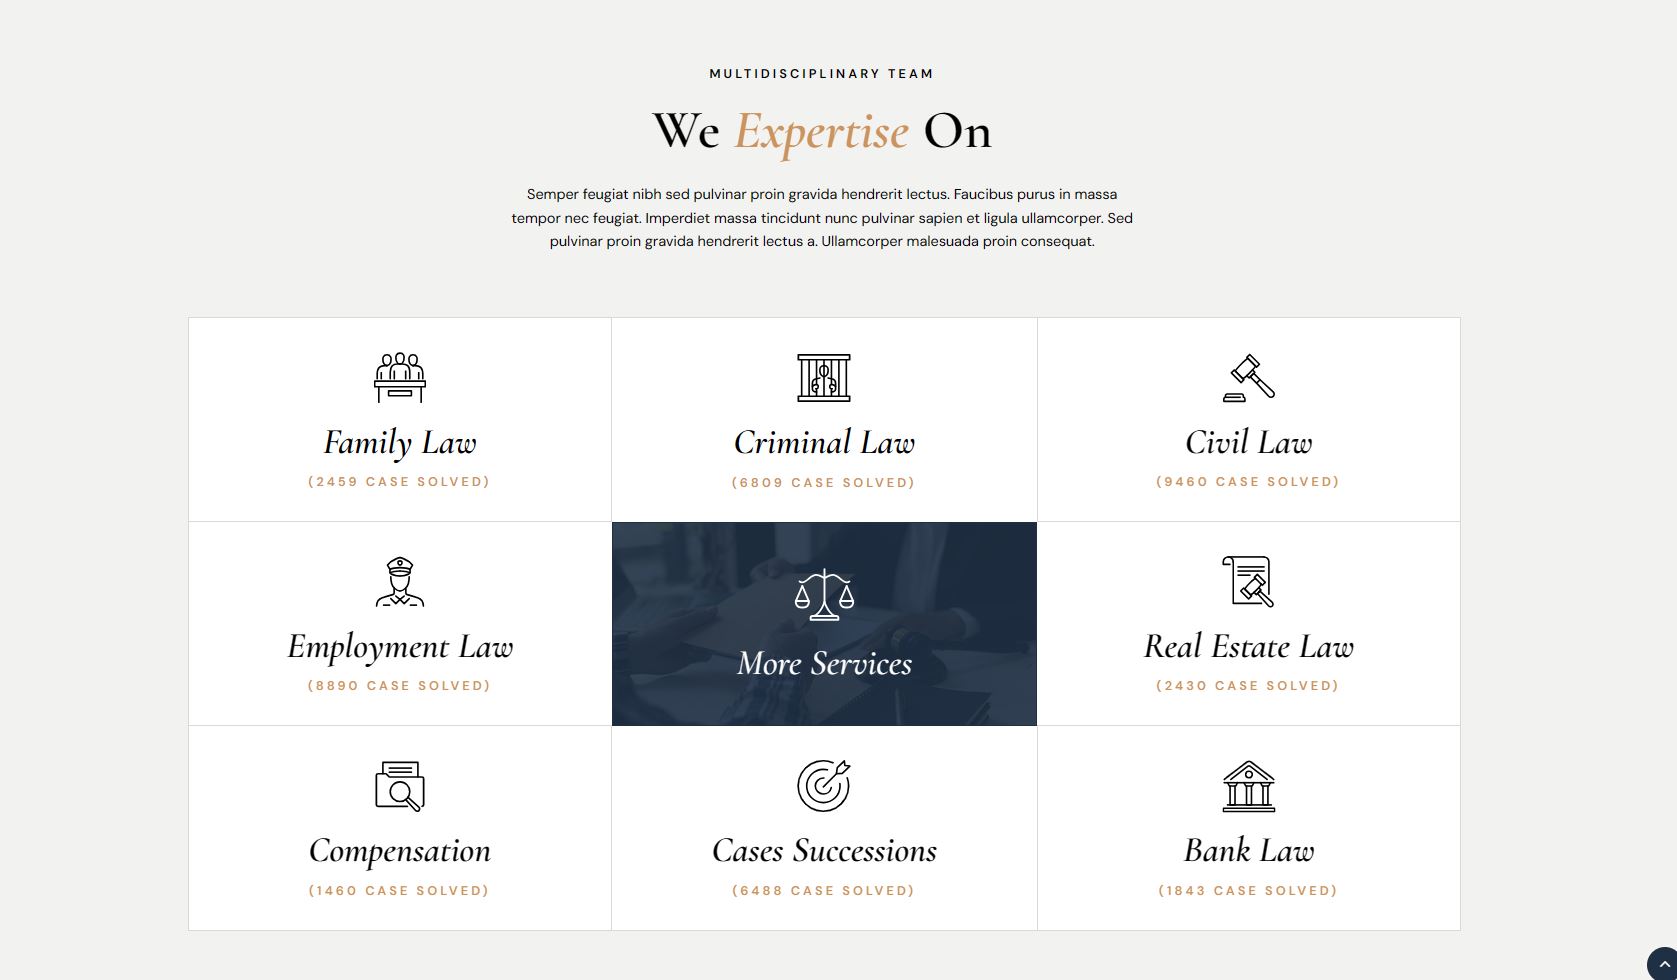 MULTIDISCIPLINARY TEAM
We Expertise On
Semper feugiat nibh sed pulvinar proin gravida hendrerit lectus. Faucibus purus in massa
tempor nec feugiat. Imperdiet massa tincidunt nunc pulvinar sapien et ligula ullamcorper. Sed
pulvinar proin gravida hendrerit lectus a. Ullamcorper malesuada proin consequat.
Family Law
(2459 CASE SOLVED)
Criminal Law
(6809 CASE SOLVED)
Civil Law
(9460 CASE SOLVED)
Employment Law
(8890 CASE SOLVED)
More Services
Real Estate Law
(2430 CASE SOLVED)
Compensation
(1460 CASE SOLVED)
Cases Successions
(6488 CASE SOLVED)
Bank Law
(1843 CASE SOLVED)